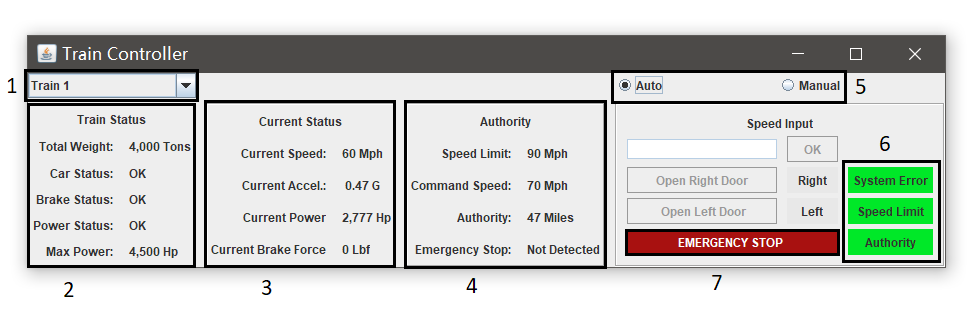 Train Controller
1
Train 1
Auto
Manual
5
Train Status
Total Weight: 4,000 Tons
Car Status: OK
Brake Status: OK
Power Status: OK
Max Power: 4,500 Hp
Current Status
Current Speed: 60 Mph
Current Accel.: 0.47 G
Current Power 2,777 Hp
Current Brake Force 0 Lbf
Authority
Speed Limit: 90 Mph
Command Speed: 70 Mph
Authority: 47 Miles
Emergency Stop: Not Detected
Speed Input
OK
Open Right Door Right
Open Left Door Left
EMERGENCY STOP
6
System Error
Speed Limit
Authority
2
3
4
7